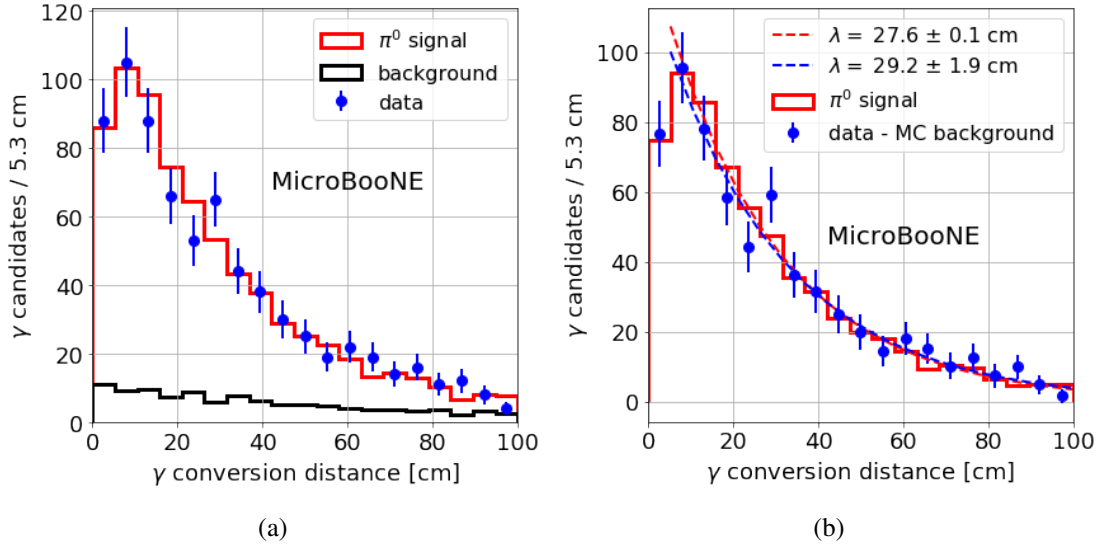 120
100
80
60
40
20
0
γ candidates / 5.3 cm
π⁰ signal
background
data
MicroBooNE
0 20 40 60 80 100
γ conversion distance [cm]
(a)
100
80
60
40
20
0
γ candidates / 5.3 cm
λ = 27.6 ± 0.1 cm
λ = 29.2 ± 1.9 cm
π⁰ signal
data - MC background
MicroBooNE
0 20 40 60 80 100
γ conversion distance [cm]
(b)